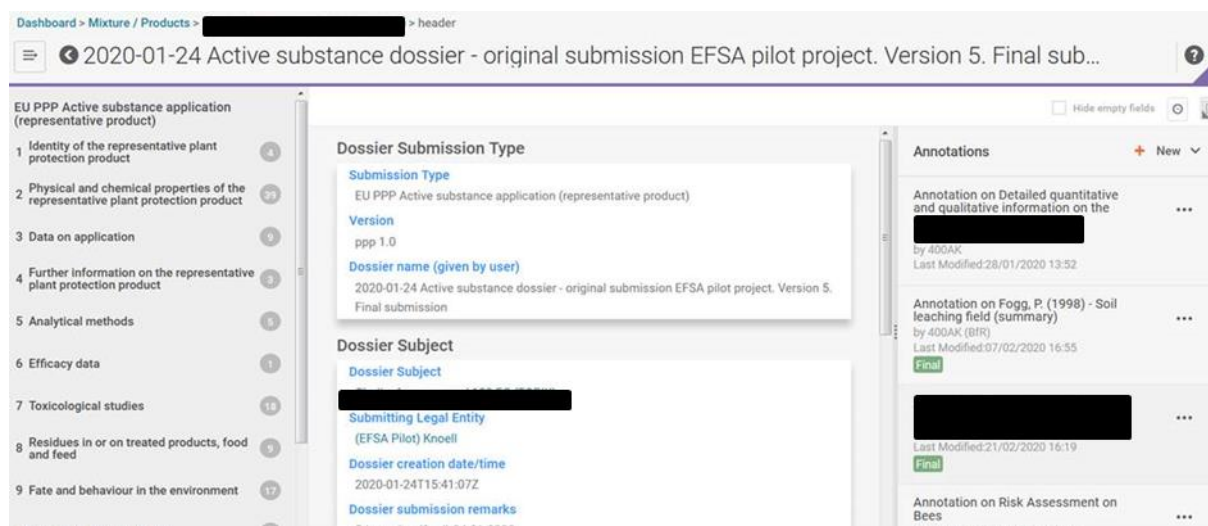 Dashboard > Mixture / Products >
> header
2020-01-24 Active substance dossier - original submission EFSA pilot project. Version 5. Final sub...
EU PPP Active substance application
(representative product)
1 Identity of the representative plant
protection product
4
2 Physical and chemical properties of the
representative plant protection product
39
3 Data on application
9
4 Further information on the representative
plant protection product
3
5 Analytical methods
5
6 Efficacy data
1
7 Toxicological studies
18
8 Residues in or on treated products, food
and feed
9
9 Fate and behaviour in the environment
17
Hide empty fields
Dossier Submission Type
Submission Type
EU PPP Active substance application (representative product)
Version
ppp 1.0
Dossier name (given by user)
2020-01-24 Active substance dossier - original submission EFSA pilot project. Version 5.
Final submission
Dossier Subject
Dossier Subject
Submitting Legal Entity
(EFSA Pilot) Knoell
Dossier creation date/time
2020-01-24T15:41:07Z
Dossier submission remarks
Annotations
+ New
Annotation on Detailed quantitative
and qualitative information on the
by 400AK
Last Modified:28/01/2020 13:52
Annotation on Fogg, P. (1998) - Soil
leaching field (summary)
by 400AK (BfR)
Last Modified:07/02/2020 16:55
Final
Last Modified:21/02/2020 16:19
Final
Annotation on Risk Assessment on
Bees